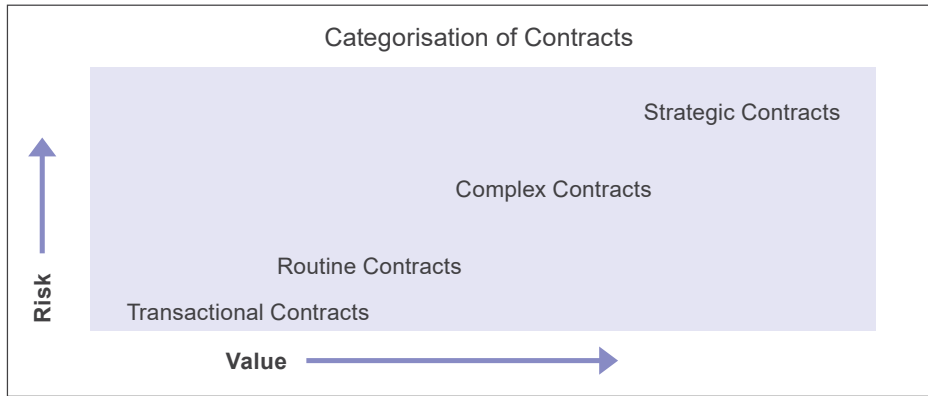 Categorisation of Contracts
Strategic Contracts
Complex Contracts
Routine Contracts
Transactional Contracts
Risk
Value